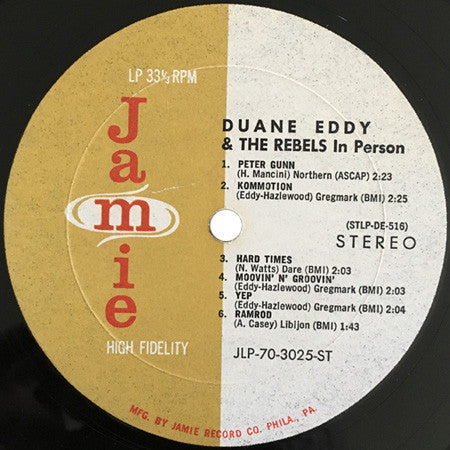 LP 33⅓ RPM
Jamie
HIGH FIDELITY
DUANE EDDY
& THE REBELS In Person
1. PETER GUNN
(H. Mancini) Northern (ASCAP) 2:23
2. KOMMOTION
(Eddy-Hazlewood) Gregmark (BMI) 2:25
(STLP-DE-516)
STEREO
3. HARD TIMES
(N. Watts) Dare (BMI) 2:03
4. MOOVIN' N' GROOVIN'
(Eddy-Hazlewood) Gregmark (BMI) 2:03
5. YEP
(Eddy-Hazlewood) Gregmark (BMI) 2:04
6. RAMROD
(A. Casey) Libijon (BMI) 1:43
JLP-70-3025-ST
MFG. BY JAMIE RECORD CO. PHILA., PA.